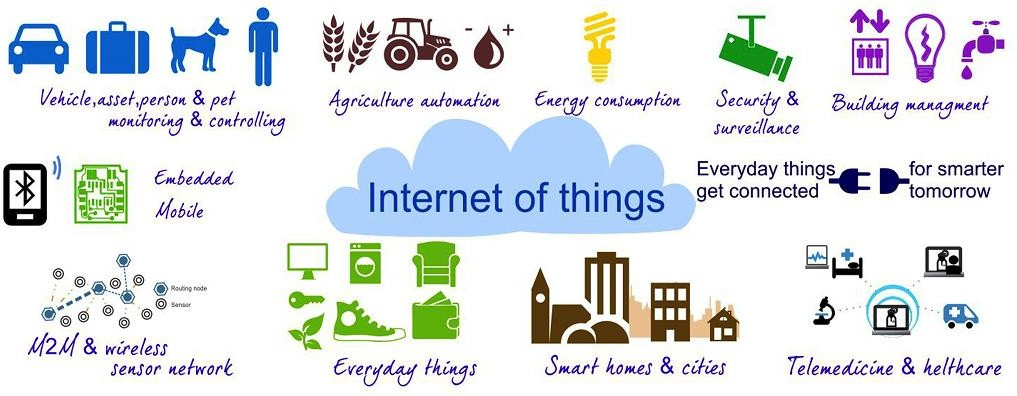 Vehicle,asset,person & pet
monitoring & controlling
Agriculture automation
- +
Energy consumption
Security &
surveillance
Building managment
Embedded
Mobile
Internet of things
Everyday things
get connected
for smarter
tomorrow
Routing node
Sensor
M2M & wireless
sensor network
Everyday things
Smart homes & cities
Telemedicine & helthcare